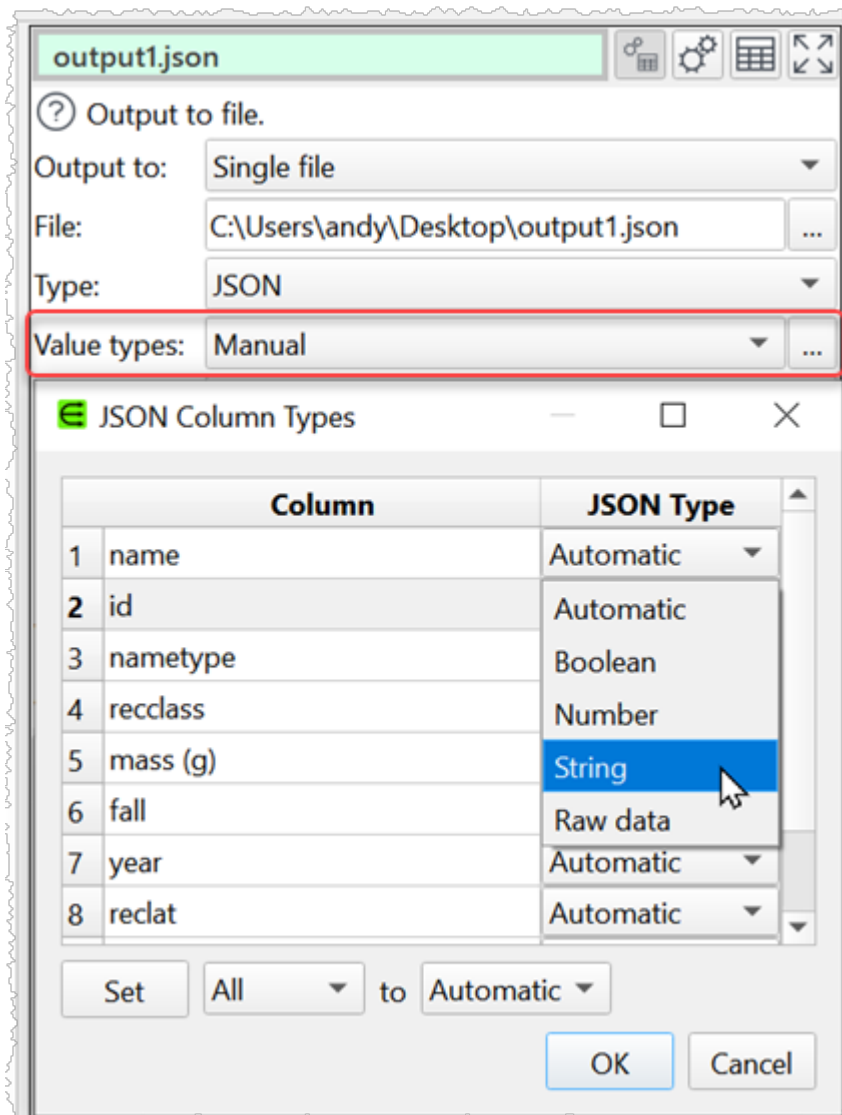 output1.json
Output to file.
Output to: Single file
File: C:\Users\andy\Desktop\output1.json ...
Type: JSON
Value types: Manual ...
JSON Column Types
Column JSON Type
1 name Automatic
2 id Automatic
3 nametype Boolean
4 recclass Number
5 mass (g) String
6 fall Raw data
7 year Automatic
8 reclat Automatic
Set All to Automatic
OK Cancel